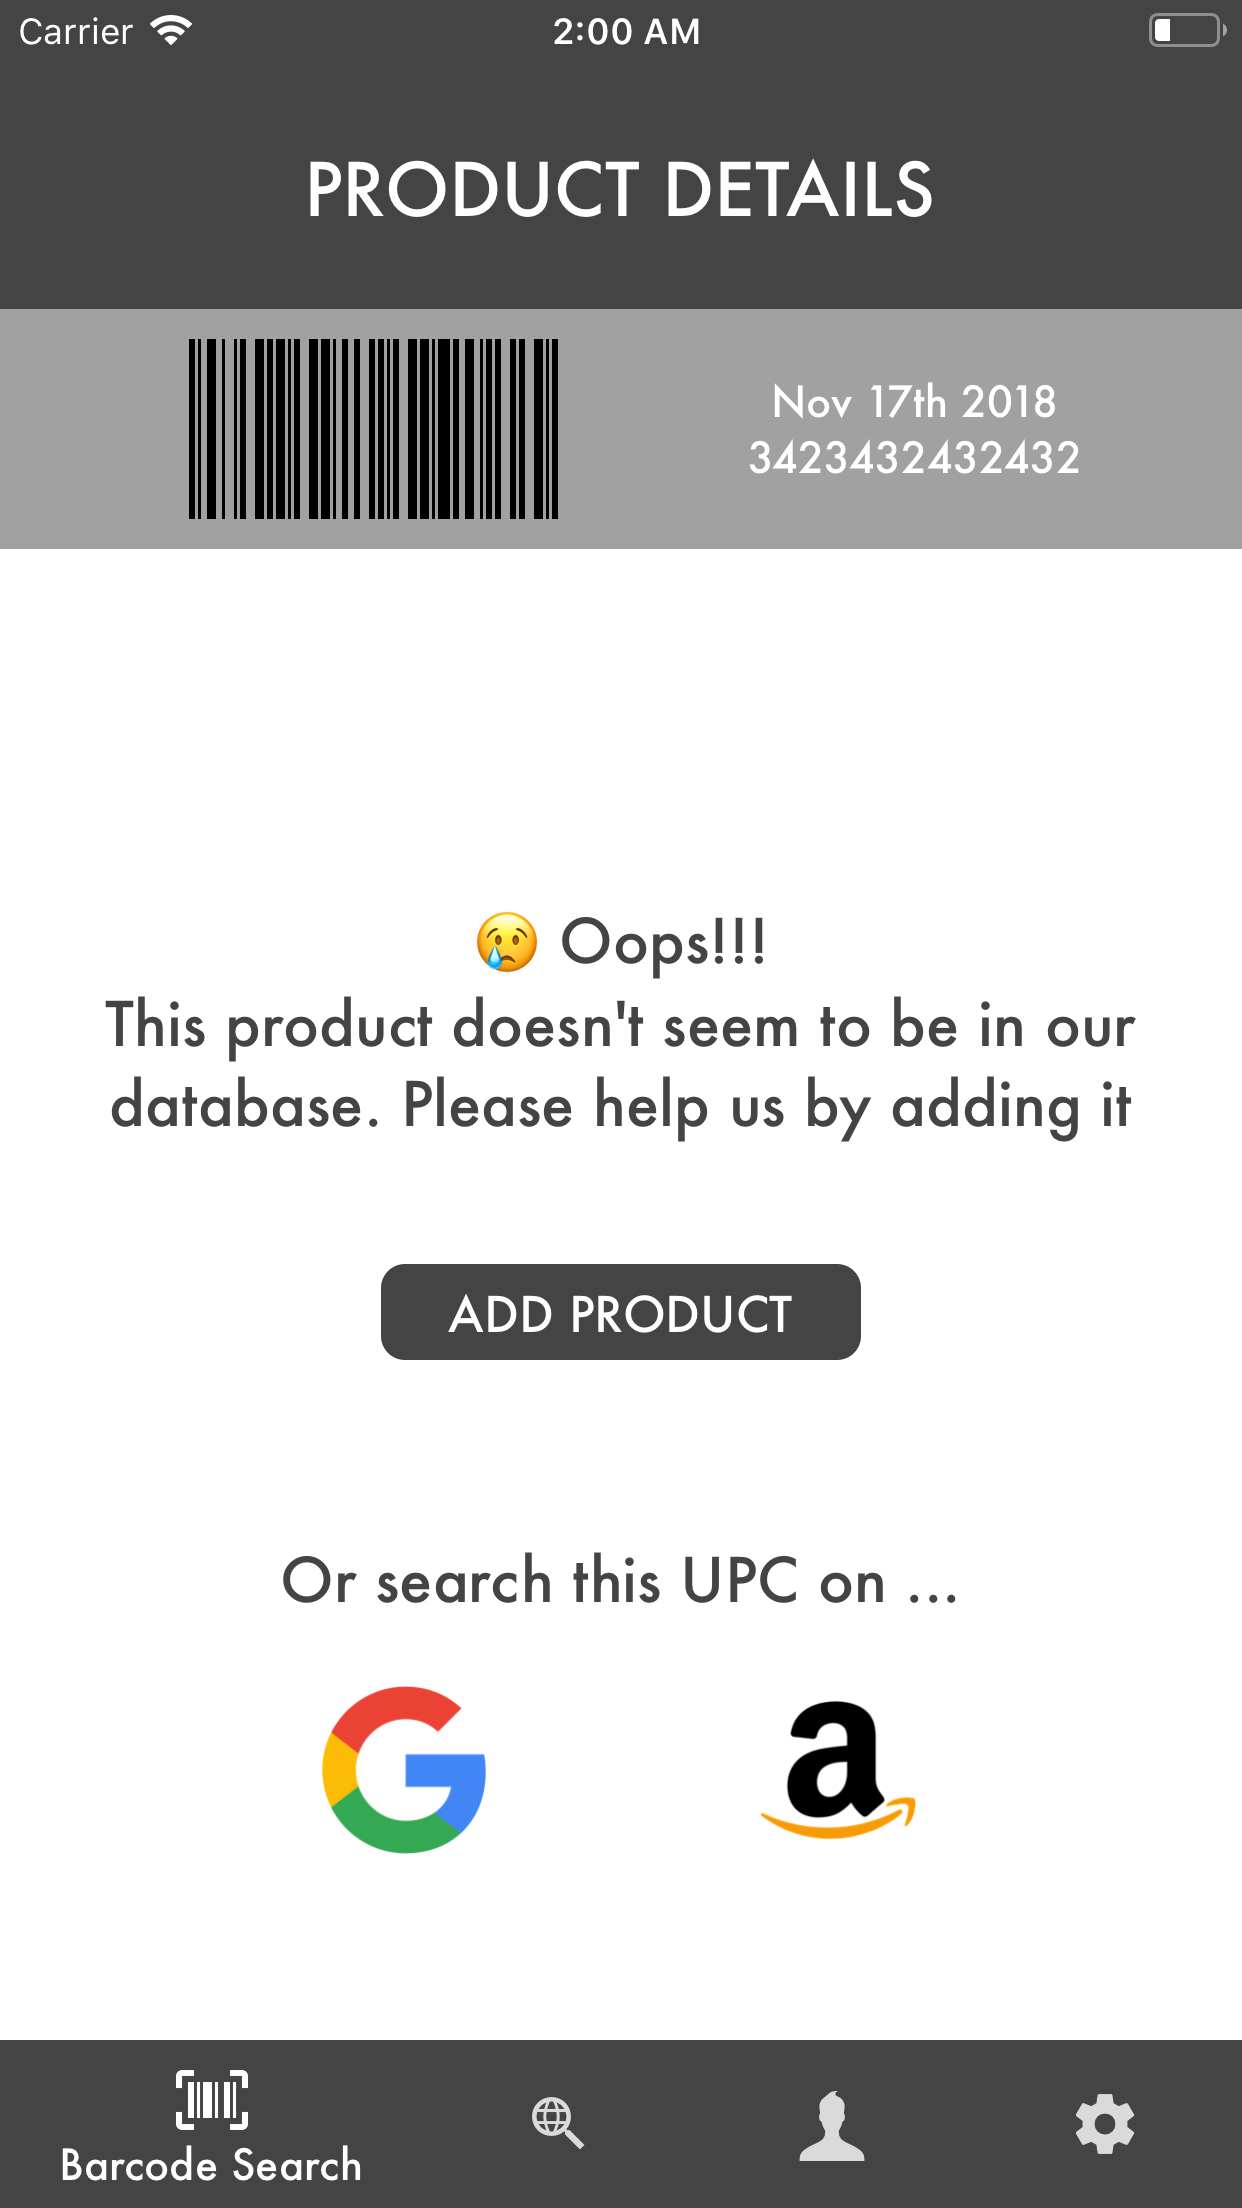 Carrier 2:00 AM
PRODUCT DETAILS
Nov 17th 2018
3423432432432
😢 Oops!!!
This product doesn't seem to be in our
database. Please help us by adding it
ADD PRODUCT
Or search this UPC on ...
Barcode Search